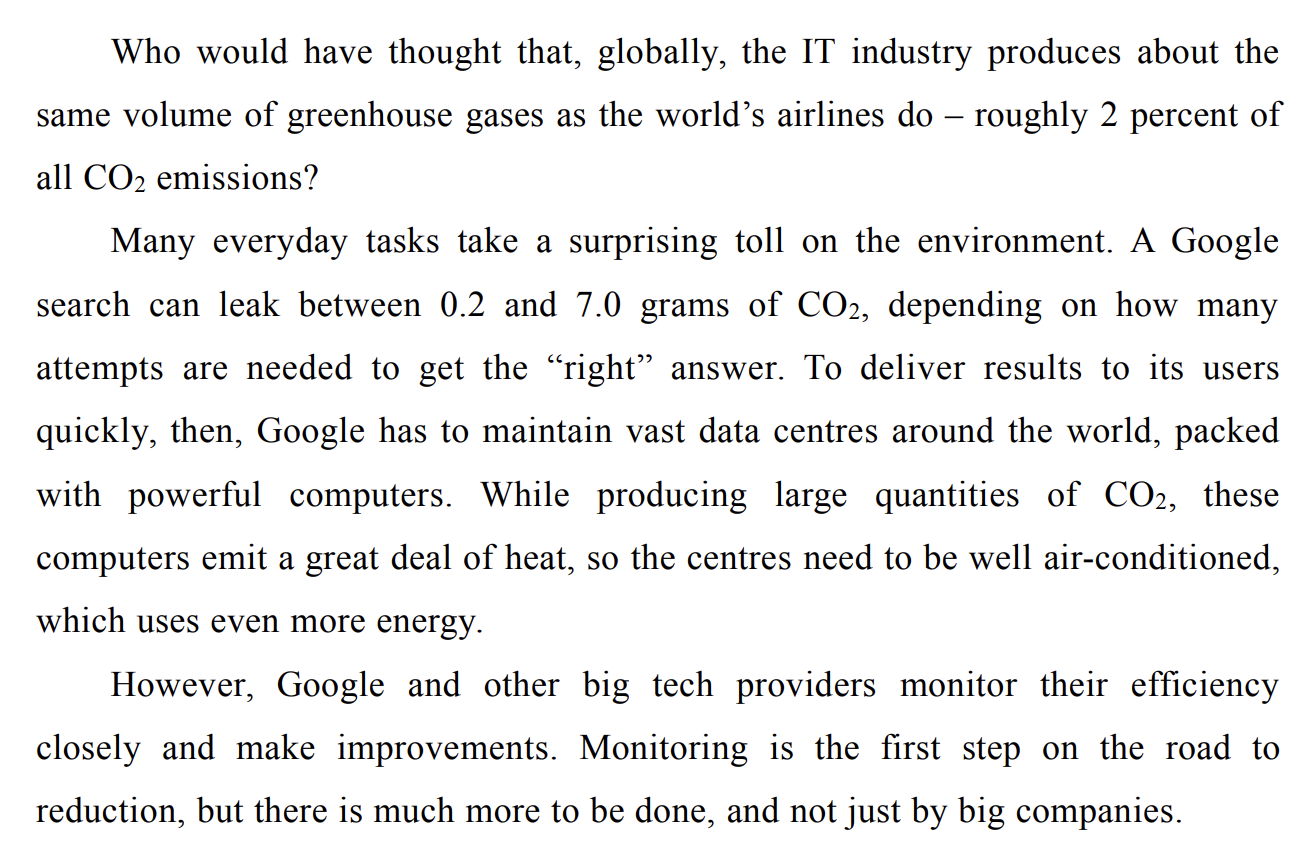 Who would have thought that, globally, the IT industry produces about the
same volume of greenhouse gases as the world’s airlines do – roughly 2 percent of
all CO₂ emissions?
Many everyday tasks take a surprising toll on the environment. A Google
search can leak between 0.2 and 7.0 grams of CO₂, depending on how many
attempts are needed to get the “right” answer. To deliver results to its users
quickly, then, Google has to maintain vast data centres around the world, packed
with powerful computers. While producing large quantities of CO₂, these
computers emit a great deal of heat, so the centres need to be well air-conditioned,
which uses even more energy.
However, Google and other big tech providers monitor their efficiency
closely and make improvements. Monitoring is the first step on the road to
reduction, but there is much more to be done, and not just by big companies.